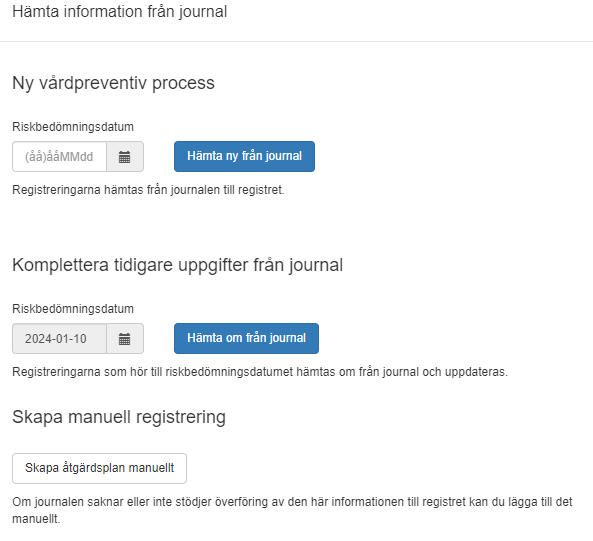 Hämta information från journal
Ny vårdpreventiv process
Riskbedömningsdatum
(åå)ååMMdd
Hämta ny från journal
Registreringarna hämtas från journalen till registret.
Komplettera tidigare uppgifter från journal
Riskbedömningsdatum
2024-01-10
Hämta om från journal
Registreringarna som hör till riskbedömningsdatumet hämtas om från journal och uppdateras.
Skapa manuell registrering
Skapa åtgärdsplan manuellt
Om journalen saknar eller inte stödjer överföring av den här informationen till registret kan du lägga till det
manuellt.